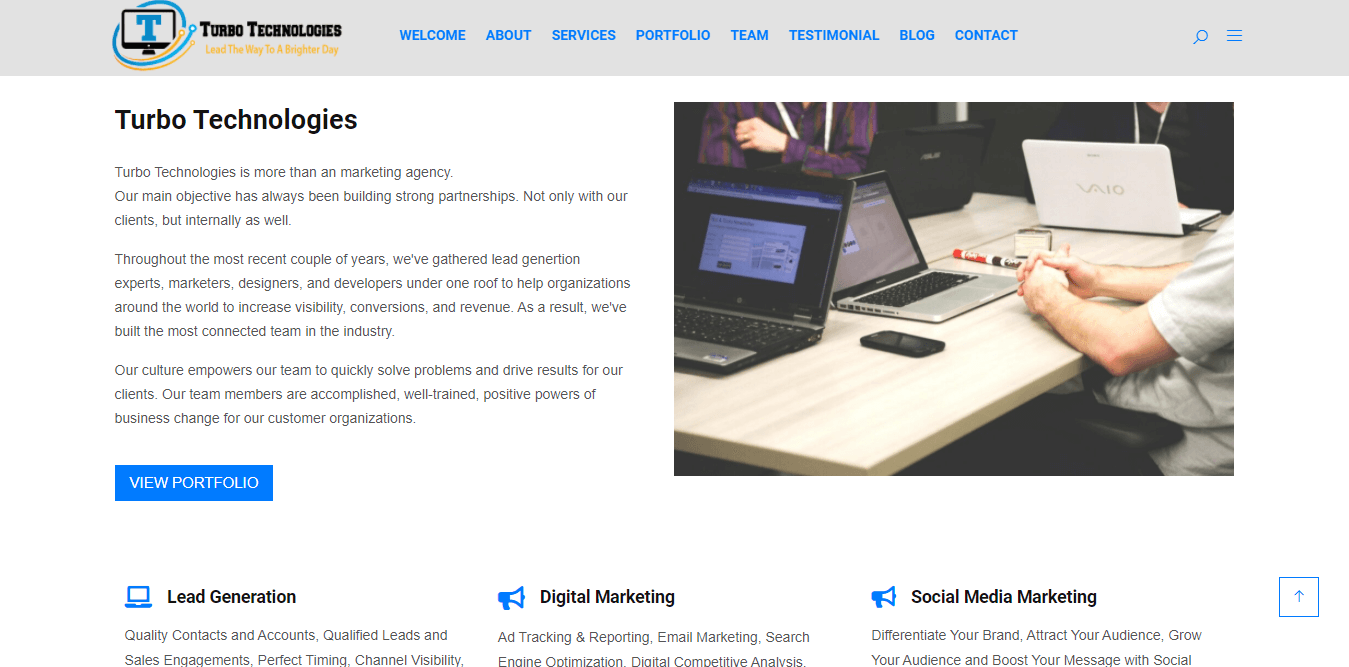 T
TURBO TECHNOLOGIES
Lead The Way To A Brighter Day
WELCOME ABOUT SERVICES PORTFOLIO TEAM TESTIMONIAL BLOG CONTACT
Turbo Technologies
Turbo Technologies is more than an marketing agency.
Our main objective has always been building strong partnerships. Not only with our
clients, but internally as well.
Throughout the most recent couple of years, we've gathered lead genertion
experts, marketers, designers, and developers under one roof to help organizations
around the world to increase visibility, conversions, and revenue. As a result, we've
built the most connected team in the industry.
Our culture empowers our team to quickly solve problems and drive results for our
clients. Our team members are accomplished, well-trained, positive powers of
business change for our customer organizations.
VIEW PORTFOLIO
ASUS
VAIO
Lead Generation
Quality Contacts and Accounts, Qualified Leads and
Sales Engagements, Perfect Timing, Channel Visibility,
Digital Marketing
Ad Tracking & Reporting, Email Marketing, Search
Engine Optimization, Digital Competitive Analysis,
Social Media Marketing
Differentiate Your Brand, Attract Your Audience, Grow
Your Audience and Boost Your Message with Social